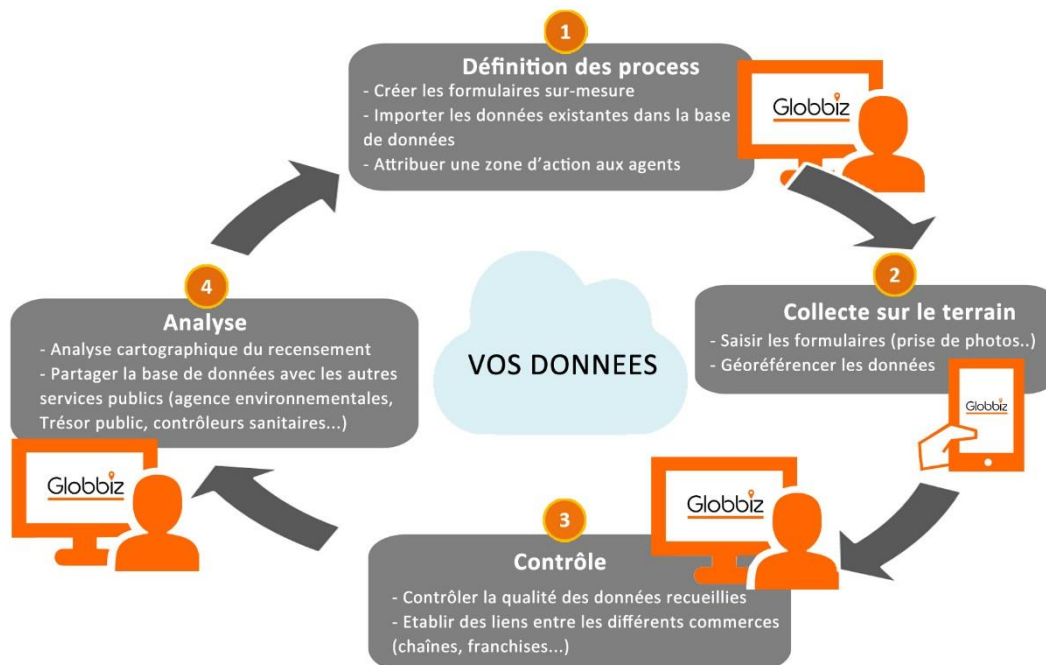 1
Définition des process
- Créer les formulaires sur-mesure
- Importer les données existantes dans la base
de données
- Attribuer une zone d'action aux agents
Globbiz
2
Collecte sur le terrain
- Saisir les formulaires (prise de photos..)
- Géoréférencer les données
Globbiz
3
Contrôle
- Contrôler la qualité des données recueillies
- Etablir des liens entre les différents commerces
(chaînes, franchises...)
Globbiz
4
Analyse
- Analyse cartographique du recensement
- Partager la base de données avec les autres
services publics (agence environnementales,
Trésor public, contrôleurs sanitaires...)
Globbiz
VOS DONNEES